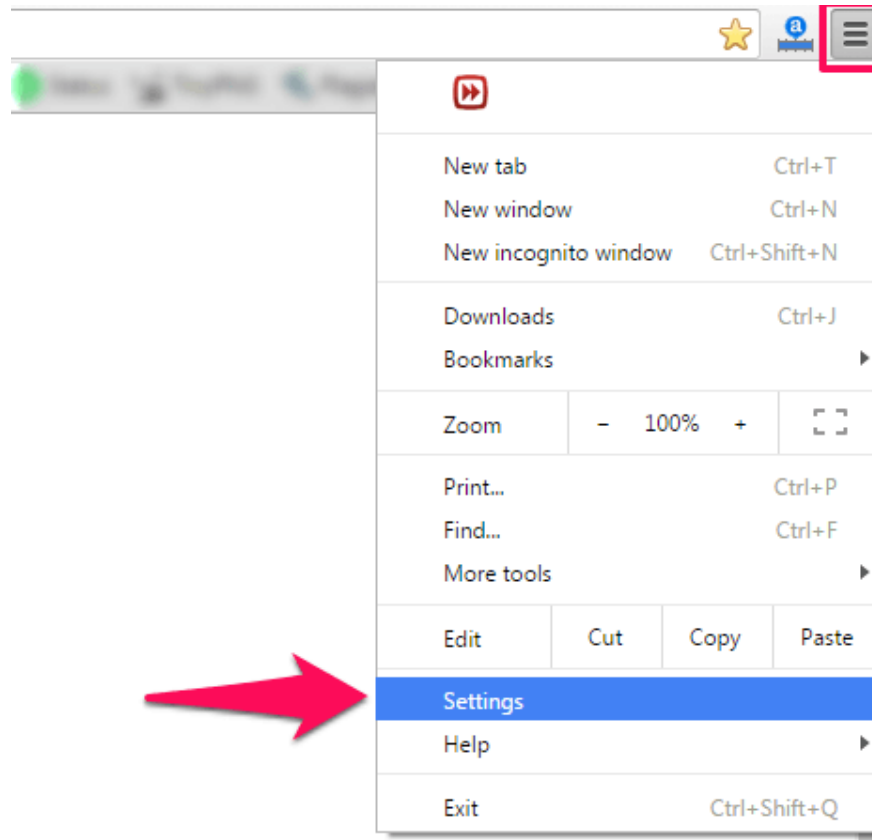 a
New tab Ctrl+T
New window Ctrl+N
New incognito window Ctrl+Shift+N
Downloads Ctrl+J
Bookmarks
Zoom - 100% +
Print... Ctrl+P
Find... Ctrl+F
More tools
Edit Cut Copy Paste
Settings
Help
Exit Ctrl+Shift+Q